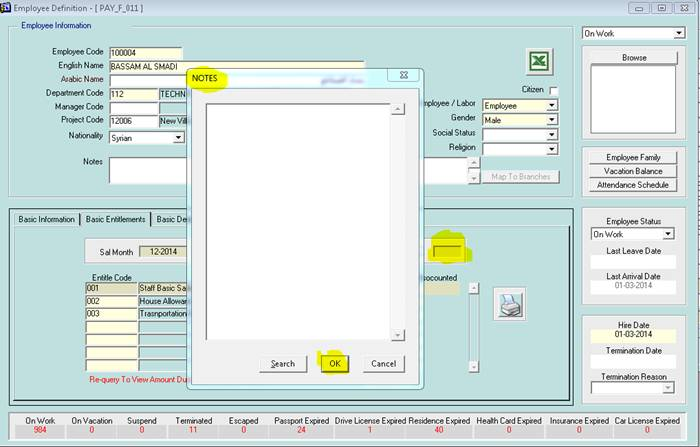 Employee Definition - [ PAY_F_011 ]
Employee Information
On Work
Employee Code 100004
English Name BASSAM AL SMADI
Arabic Name
Department Code 112 TECHN
Manager Code
Project Code 12006 New Vill
Nationality Syrian
Notes
NOTES
Search OK Cancel
Citizen
mployee / Labor Employee
Gender Male
Social Status
Religion
Map To Branches
Browse
Employee Family
Vacation Balance
Attendance Schedule
Basic Information Basic Entitlements Basic De
Sal Month 12-2014
Entitle Code
001 Staff Basic Sa
002 House Allowar
003 Trasnportation
Re-query To View Amount Du
Employee Status
On Work
Last Leave Date
Last Arrival Date
01-03-2014
Hire Date
01-03-2014
Termination Date
Termination Reason
On Work On Vacation Suspend Terminated Escaped Passport Expired Drive License Expired Residence Expired Health Card Expired Insurance Expired Car License Expired
984 0 0 11 0 24 1 40 0 0 0